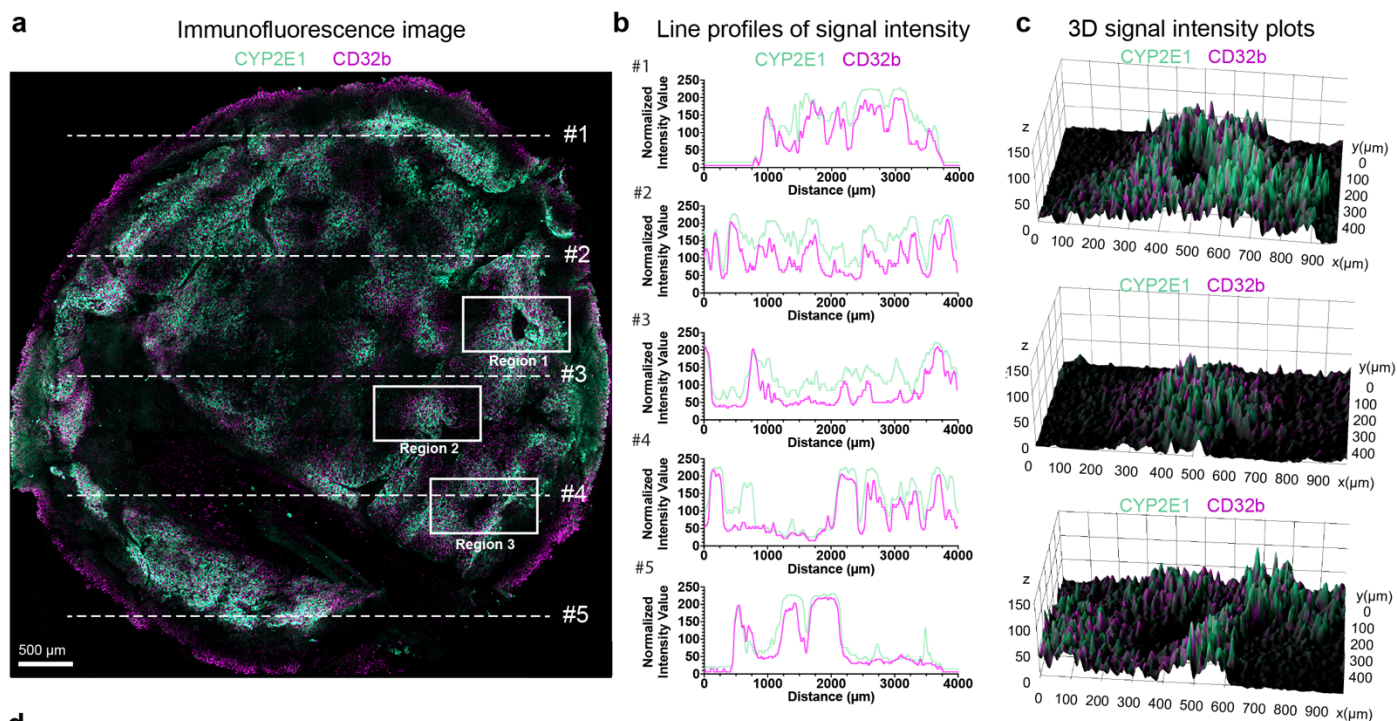 a
Immunofluorescence image
CYP2E1 CD32b
#1
#2
Region 1
#3
Region 2
#4
Region 3
#5
500 µm
b
Line profiles of signal intensity
CYP2E1 CD32b
#1
Normalized
Intensity Value
250
200
150
100
50
0
0 1000 2000 3000 4000
Distance (µm)
#2
Normalized
Intensity Value
250
200
150
100
50
0
0 1000 2000 3000 4000
Distance (µm)
#3
Normalized
Intensity Value
250
200
150
100
50
0
0 1000 2000 3000 4000
Distance (µm)
#4
Normalized
Intensity Value
250
200
150
100
50
0
0 1000 2000 3000 4000
Distance (µm)
#5
Normalized
Intensity Value
250
200
150
100
50
0
0 1000 2000 3000 4000
Distance (µm)
c
3D signal intensity plots
CYP2E1 CD32b
z
150
100
50
0
0 100 200 300 400 500 600 700 800 900 x(µm)
y(µm)
0
100
200
300
400
CYP2E1 CD32b
z
150
100
50
0
0 100 200 300 400 500 600 700 800 900 x(µm)
y(µm)
0
100
200
300
400
CYP2E1 CD32b
z
150
100
50
0
0 100 200 300 400 500 600 700 800 900 x(µm)
y(µm)
0
100
200
300
400